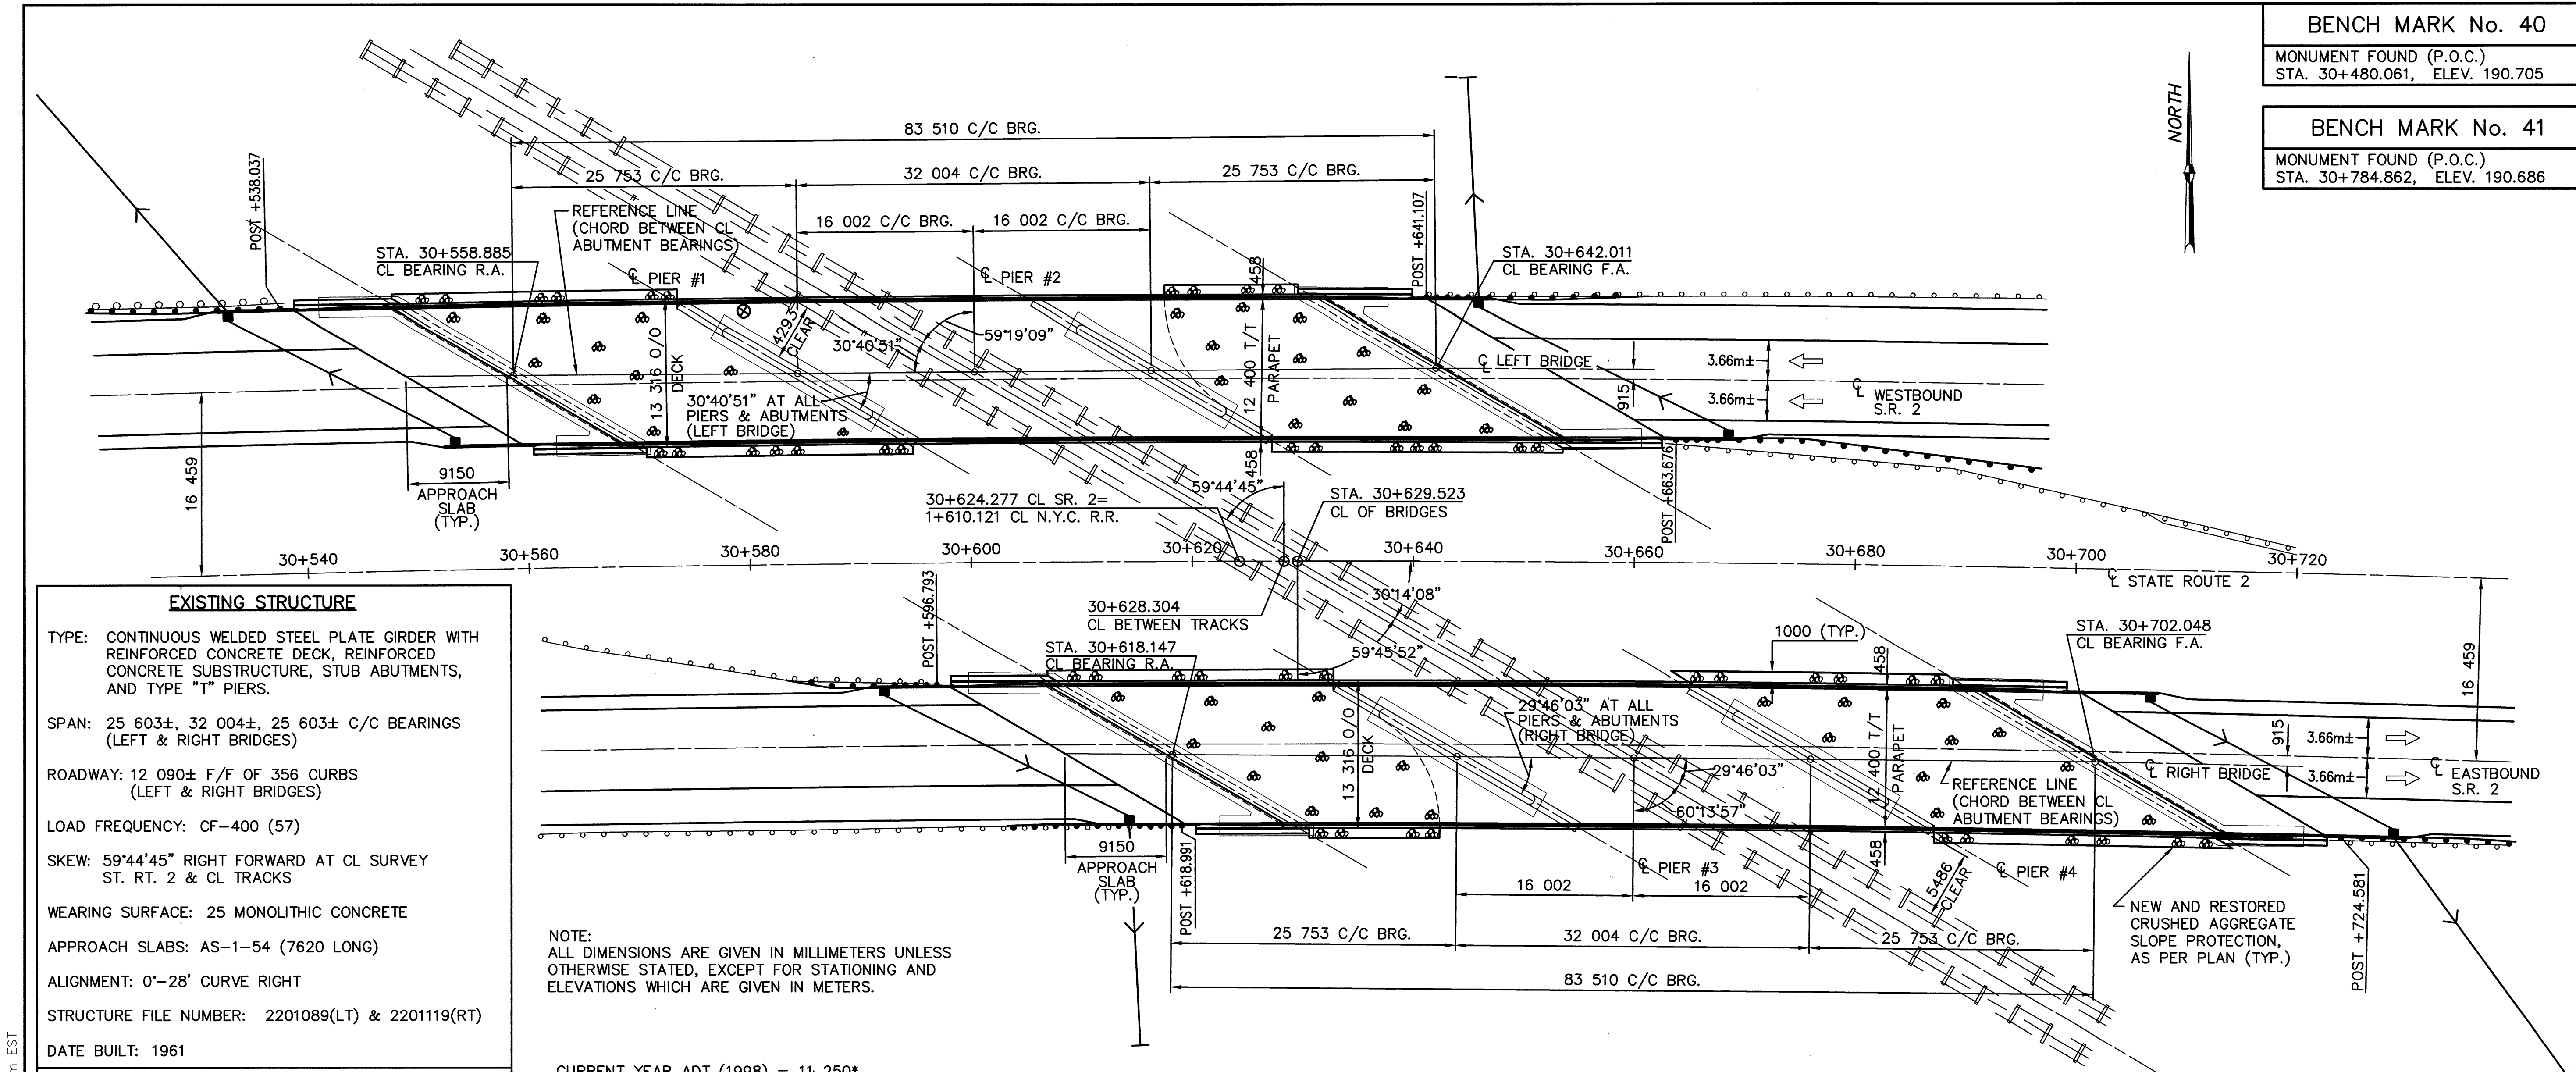 BENCH MARK No. 40
MONUMENT FOUND (P.O.C.)
STA. 30+480.061, ELEV. 190.705
BENCH MARK No. 41
MONUMENT FOUND (P.O.C.)
STA. 30+784.862, ELEV. 190.686
NORTH
83 510 C/C BRG.
25 753 C/C BRG.
32 004 C/C BRG.
25 753 C/C BRG.
16 002 C/C BRG.
16 002 C/C BRG.
POST +538.037
REFERENCE LINE
(CHORD BETWEEN CL
ABUTMENT BEARINGS)
STA. 30+558.885
CL BEARING R.A.
℄ PIER #1
℄ PIER #2
458
POST +641.107
STA. 30+642.011
CL BEARING F.A.
4293
CLEAR
30°40'51"
59°19'09"
13 316 O/O
DECK
12 400 T/T
PARAPET
30°40'51" AT ALL
PIERS & ABUTMENTS
(LEFT BRIDGE)
℄ LEFT BRIDGE
915
3.66m±
3.66m±
℄ WESTBOUND
S.R. 2
458
16 459
9150
APPROACH
SLAB
(TYP.)
POST +663.676
59°44'45"
30+624.277 CL SR. 2=
1+610.121 CL N.Y.C. R.R.
STA. 30+629.523
CL OF BRIDGES
30+540
30+560
30+580
30+600
30+620
30+640
30+660
30+680
30+700
30+720
℄ STATE ROUTE 2
30+628.304
CL BETWEEN TRACKS
30°14'08"
59°45'52"
POST +596.793
STA. 30+618.147
CL BEARING R.A.
1000 (TYP.)
458
STA. 30+702.048
CL BEARING F.A.
16 459
13 316 O/O
DECK
29°46'03" AT ALL
PIERS & ABUTMENTS
(RIGHT BRIDGE)
29°46'03"
60°13'57"
12 400 T/T
PARAPET
REFERENCE LINE
(CHORD BETWEEN CL
ABUTMENT BEARINGS)
℄ RIGHT BRIDGE
915
3.66m±
3.66m±
℄ EASTBOUND
S.R. 2
9150
APPROACH
SLAB
(TYP.)
POST +618.991
℄ PIER #3
458
5486
CLEAR
℄ PIER #4
16 002
16 002
25 753 C/C BRG.
32 004 C/C BRG.
25 753 C/C BRG.
83 510 C/C BRG.
NEW AND RESTORED
CRUSHED AGGREGATE
SLOPE PROTECTION,
AS PER PLAN (TYP.)
POST +724.581
EXISTING STRUCTURE
TYPE: CONTINUOUS WELDED STEEL PLATE GIRDER WITH
REINFORCED CONCRETE DECK, REINFORCED
CONCRETE SUBSTRUCTURE, STUB ABUTMENTS,
AND TYPE "T" PIERS.
SPAN: 25 603±, 32 004±, 25 603± C/C BEARINGS
(LEFT & RIGHT BRIDGES)
ROADWAY: 12 090± F/F OF 356 CURBS
(LEFT & RIGHT BRIDGES)
LOAD FREQUENCY: CF-400 (57)
SKEW: 59°44'45" RIGHT FORWARD AT CL SURVEY
ST. RT. 2 & CL TRACKS
WEARING SURFACE: 25 MONOLITHIC CONCRETE
APPROACH SLABS: AS-1-54 (7620 LONG)
ALIGNMENT: 0°-28' CURVE RIGHT
STRUCTURE FILE NUMBER: 2201089(LT) & 2201119(RT)
DATE BUILT: 1961
NOTE:
ALL DIMENSIONS ARE GIVEN IN MILLIMETERS UNLESS
OTHERWISE STATED, EXCEPT FOR STATIONING AND
ELEVATIONS WHICH ARE GIVEN IN METERS.
CURRENT YEAR ADT (1998) = 11 250*
EST